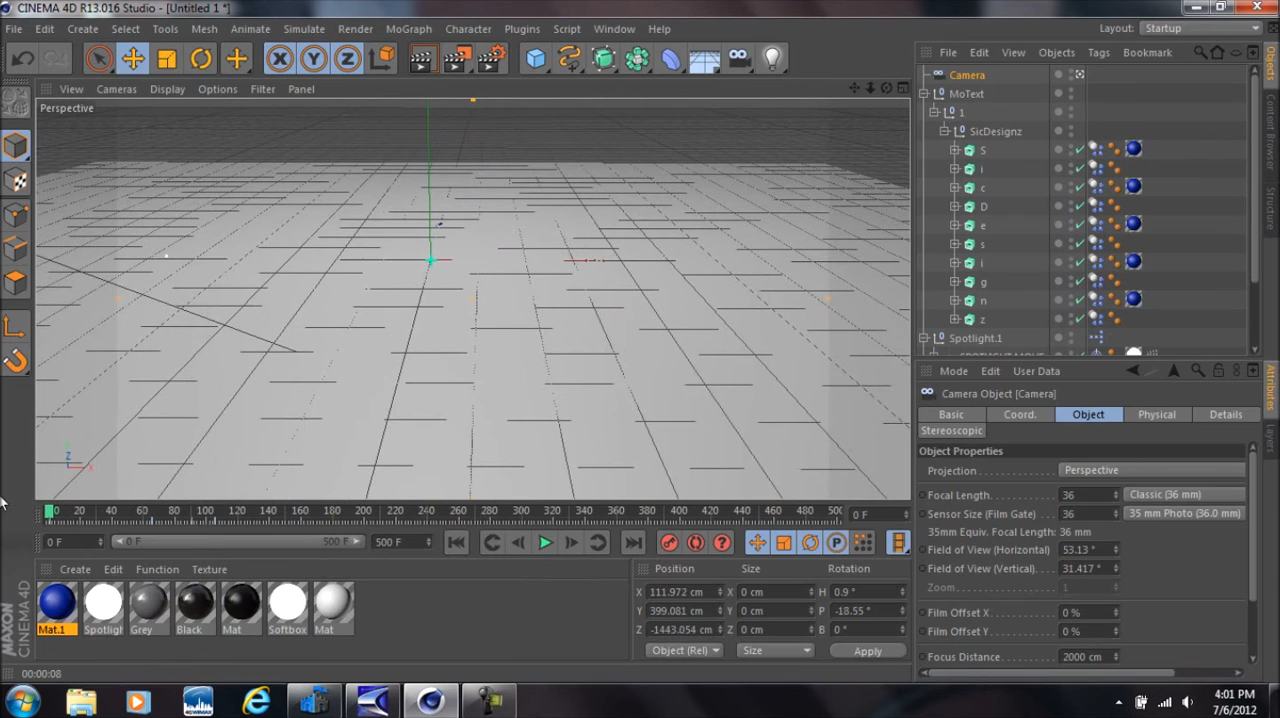 CINEMA 4D R13.016 Studio - [Untitled 1 *]
File Edit Create Select Tools Mesh Animate Simulate Render MoGraph Character Plugins Script Window Help Layout: Startup
View Cameras Display Options Filter Panel
Perspective
File Edit View Objects Tags Bookmark
Camera
MoText
1
SicDesignz
S
i
c
D
e
s
i
g
n
z
Spotlight.1
Objects
Content Browser
Structure
Mode Edit User Data
Camera Object [Camera]
Basic Coord. Object Physical Details
Stereoscopic
Object Properties
Projection Perspective
Focal Length 36 Classic (36 mm)
Sensor Size (Film Gate) 36 35 mm Photo (36.0 mm)
35mm Equiv. Focal Length: 36 mm
Field of View (Horizontal) 53.13 °
Field of View (Vertical) 31.417 °
Zoom 1
Film Offset X 0 %
Film Offset Y 0 %
Focus Distance 2000 cm
Attributes
Layers
Y
Z
X
0 20 40 60 80 100 120 140 160 180 200 220 240 260 280 300 320 340 360 380 400 420 440 460 480 50 0 F
0 F 0 F 500 F 500 F
Create Edit Function Texture
Mat.1 Spotligh Grey Black Mat Softbox Mat
Position Size Rotation
X 111.972 cm X 0 cm H 0.9 °
Y 399.081 cm Y 0 cm P -18.55 °
Z -1443.054 cm Z 0 cm B 0 °
Object (Rel) Size Apply
MAXON
CINEMA 4D
00:00:08
4:01 PM
7/6/2012